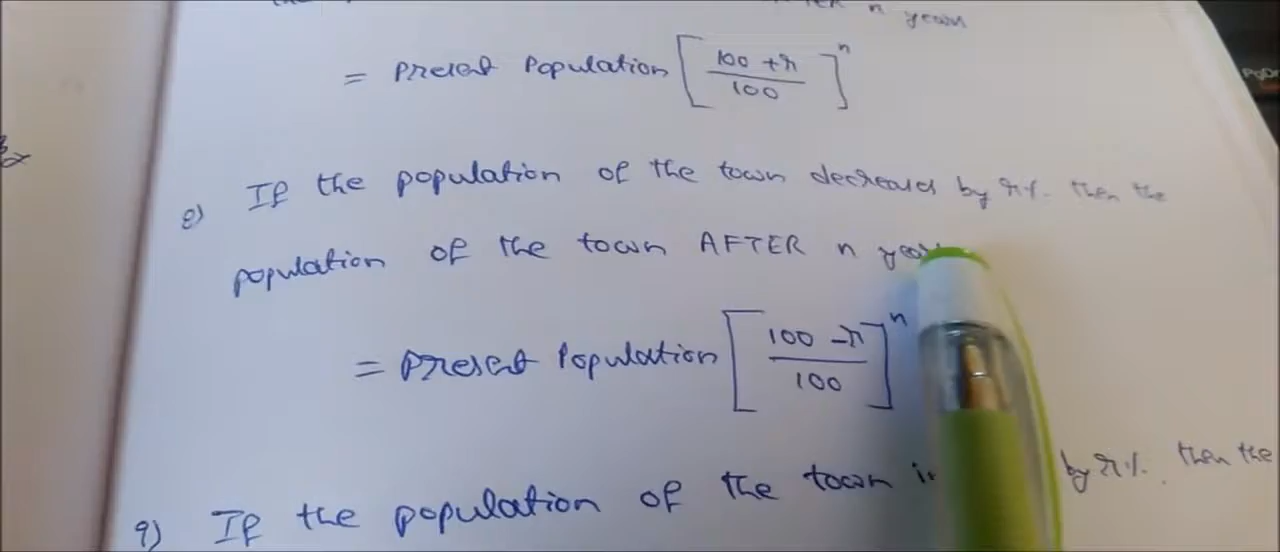 n years
= Present Population [100 + r / 100]^n
8) If the population of the town decreases by r%. then the
population of the town AFTER n
= Present Population [100 - r / 100]^n
9) If the population of the town by r%. then the